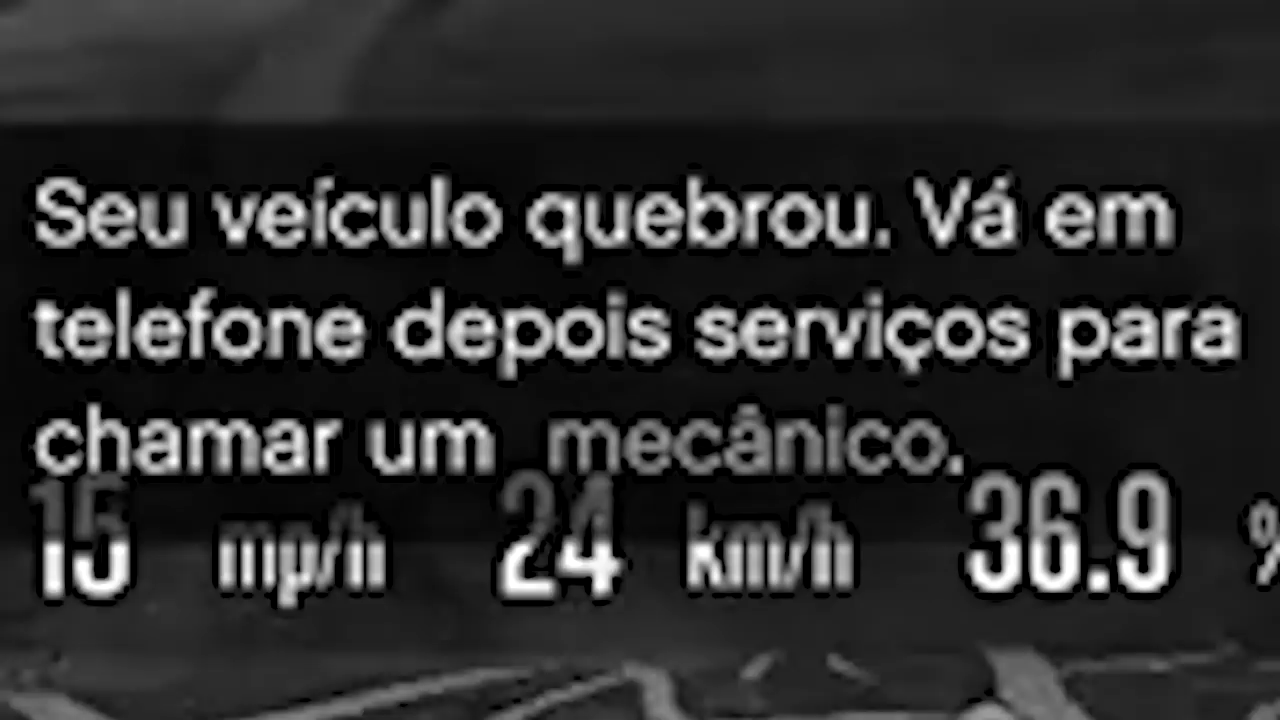 Seu veículo quebrou. Vá em
telefone depois serviços para
chamar um mecânico.
15 mp/h 24 km/h 36.9 %